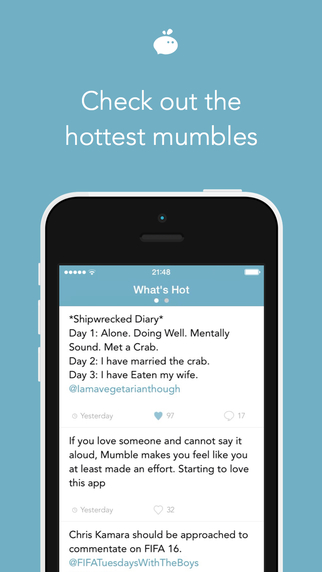 Check out the
hottest mumbles
21:48
What's Hot
*Shipwrecked Diary*
Day 1: Alone. Doing Well. Mentally
Sound. Met a Crab.
Day 2: I have married the crab.
Day 3: I have Eaten my wife.
@Iamavegetarianthough
Yesterday 97 17
If you love someone and cannot say it
aloud, Mumble makes you feel like you
at least made an effort. Starting to love
this app
Yesterday 32
Chris Kamara should be approached to
commentate on FIFA 16.
@FIFATuesdaysWithTheBoys